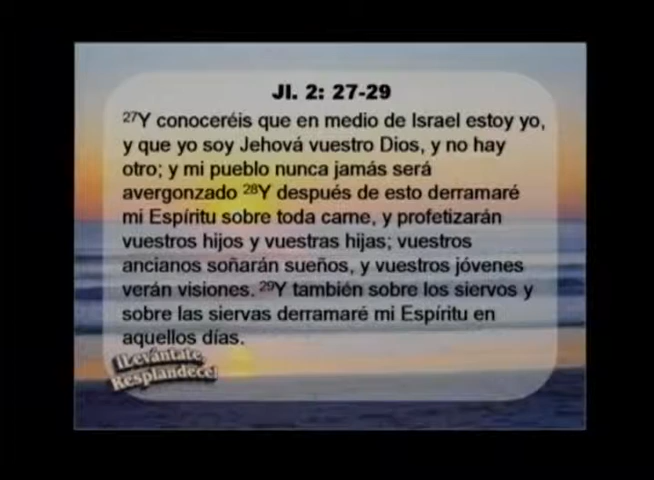 Jl. 2: 27-29
27Y conoceréis que en medio de Israel estoy yo,
y que yo soy Jehová vuestro Dios, y no hay
otro; y mi pueblo nunca jamás será
avergonzado 28Y después de esto derramaré
mi Espíritu sobre toda carne, y profetizarán
vuestros hijos y vuestras hijas; vuestros
ancianos soñarán sueños, y vuestros jóvenes
verán visiones. 29Y también sobre los siervos y
sobre las siervas derramaré mi Espíritu en
aquellos días.
¡Levántate,
Resplandece!